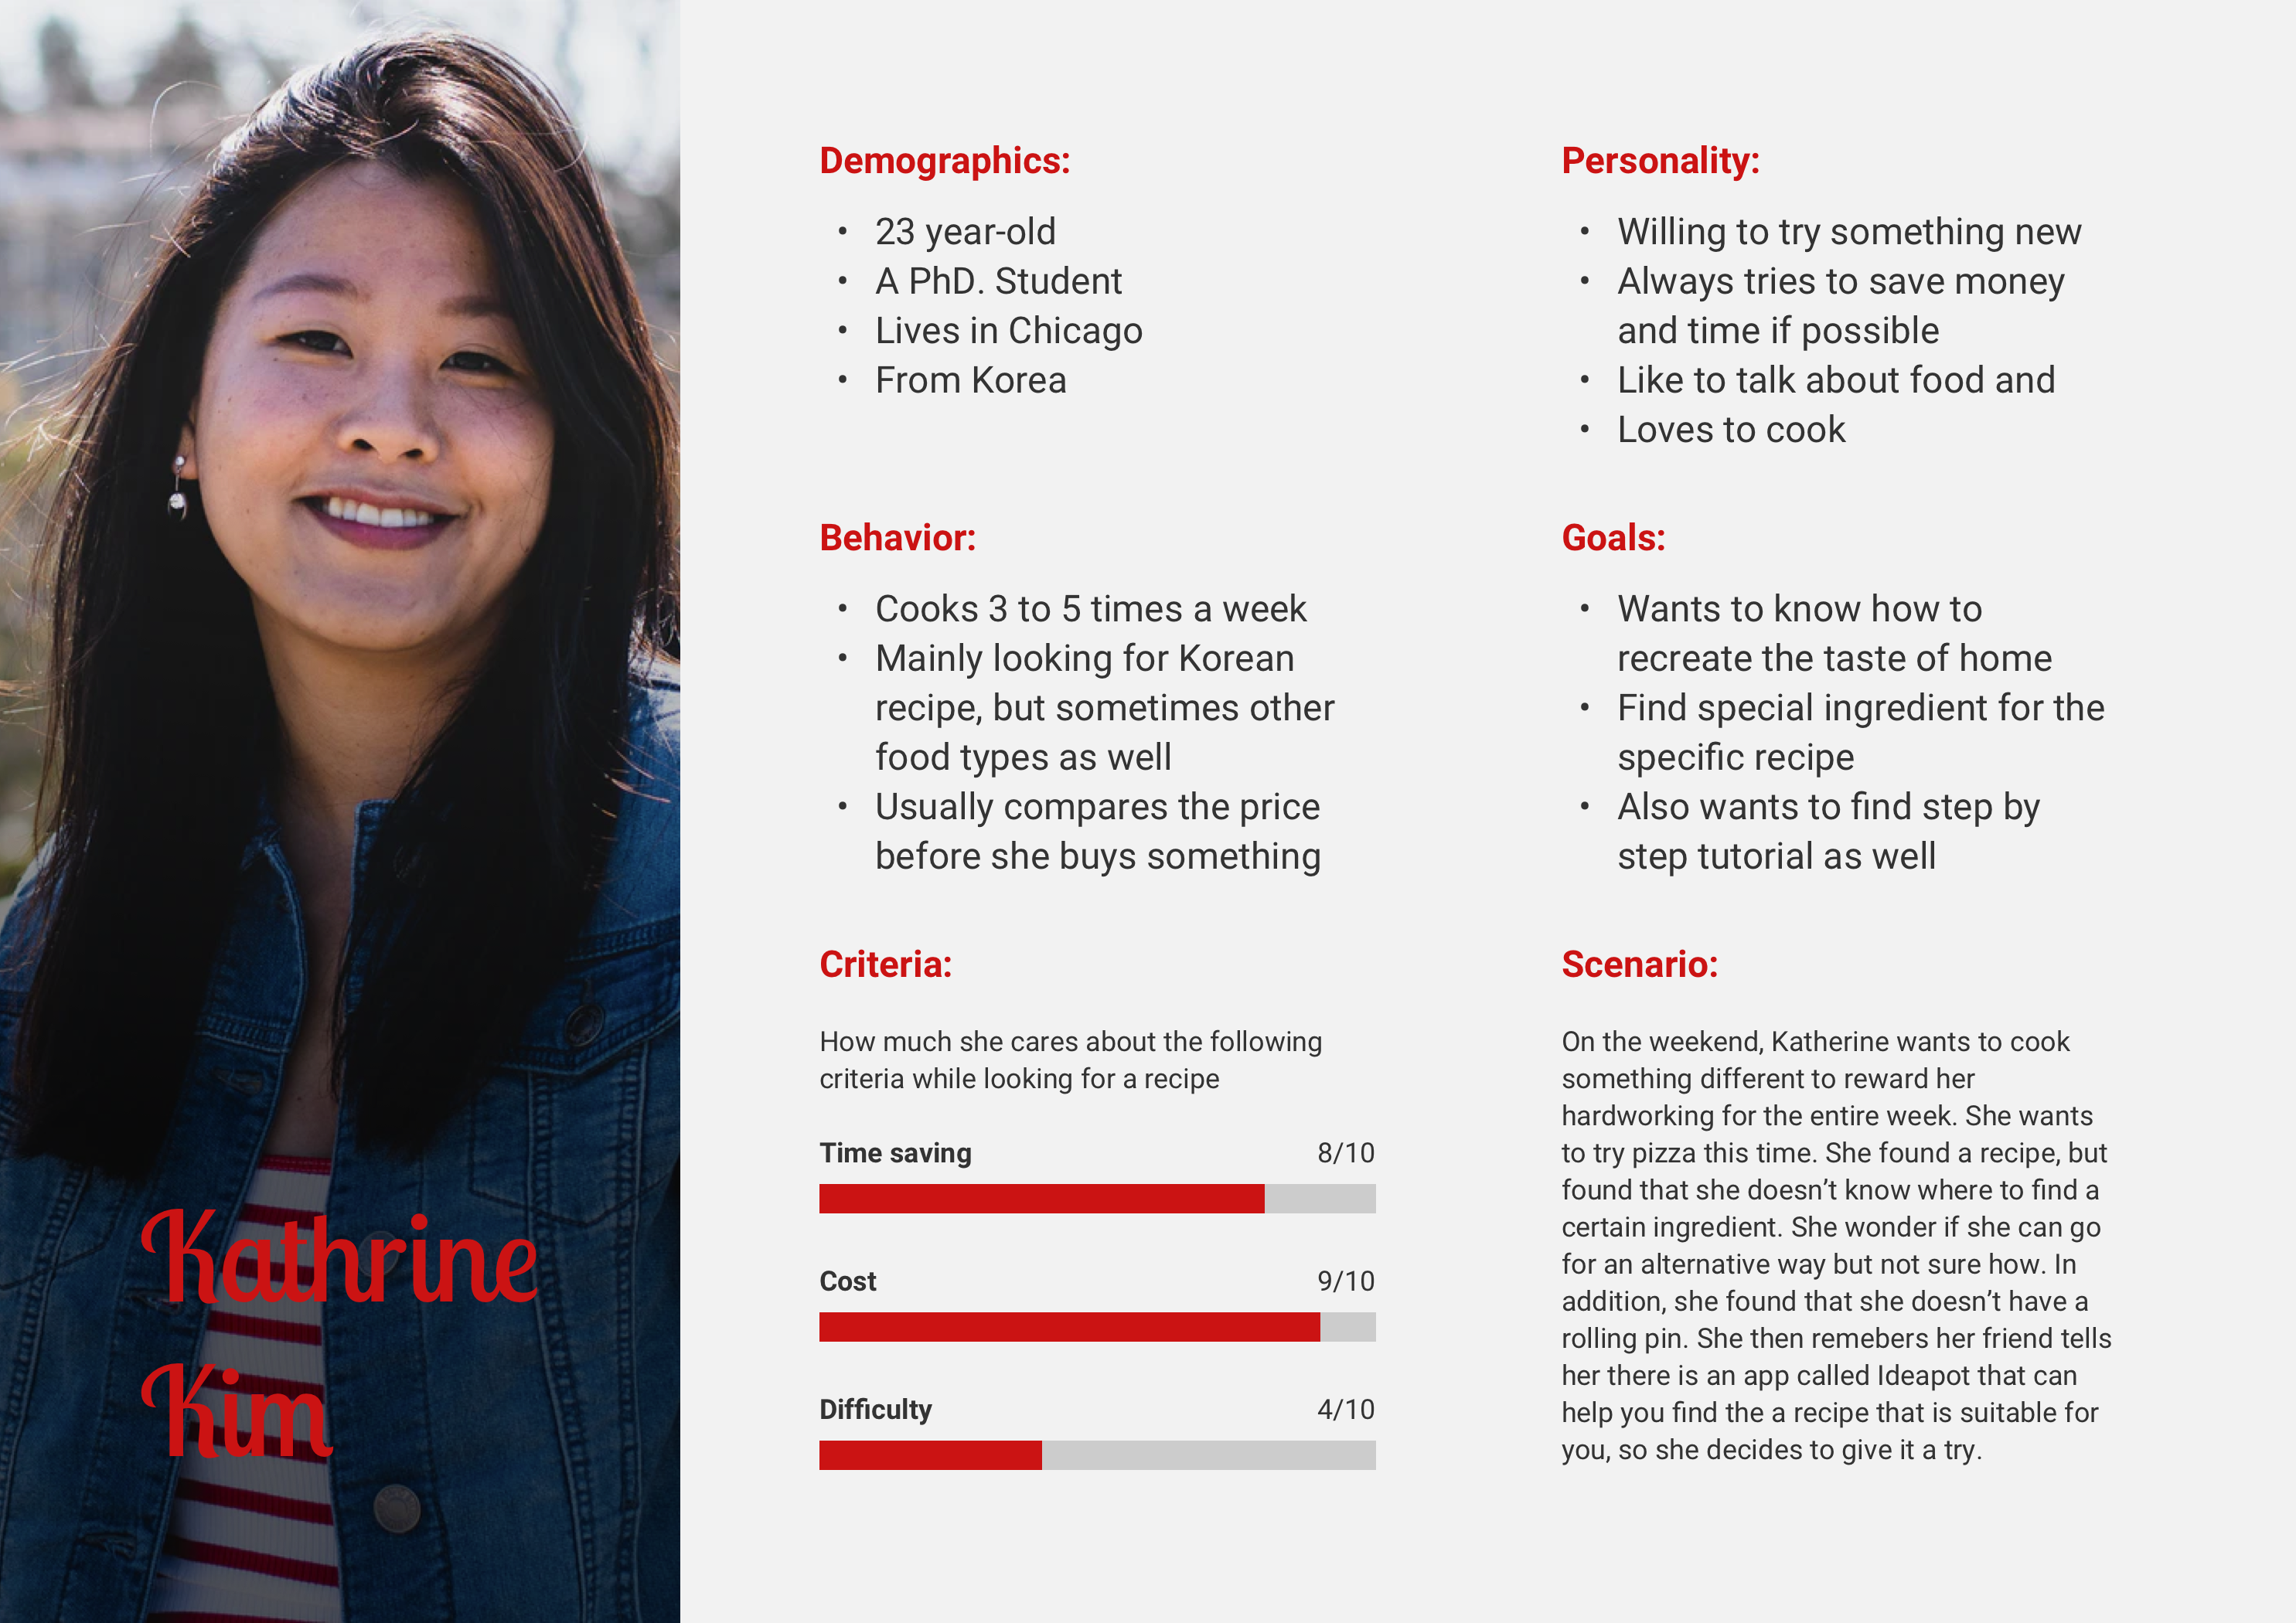 Kathrine
Kim
Demographics:
• 23 year-old
• A PhD. Student
• Lives in Chicago
• From Korea
Personality:
• Willing to try something new
• Always tries to save money
and time if possible
• Like to talk about food and
• Loves to cook
Behavior:
• Cooks 3 to 5 times a week
• Mainly looking for Korean
recipe, but sometimes other
food types as well
• Usually compares the price
before she buys something
Goals:
• Wants to know how to
recreate the taste of home
• Find special ingredient for the
specific recipe
• Also wants to find step by
step tutorial as well
Criteria:
How much she cares about the following
criteria while looking for a recipe
Time saving 8/10
Cost 9/10
Difficulty 4/10
Scenario:
On the weekend, Katherine wants to cook
something different to reward her
hardworking for the entire week. She wants
to try pizza this time. She found a recipe, but
found that she doesn’t know where to find a
certain ingredient. She wonder if she can go
for an alternative way but not sure how. In
addition, she found that she doesn’t have a
rolling pin. She then remebers her friend tells
her there is an app called Ideapot that can
help you find the a recipe that is suitable for
you, so she decides to give it a try.